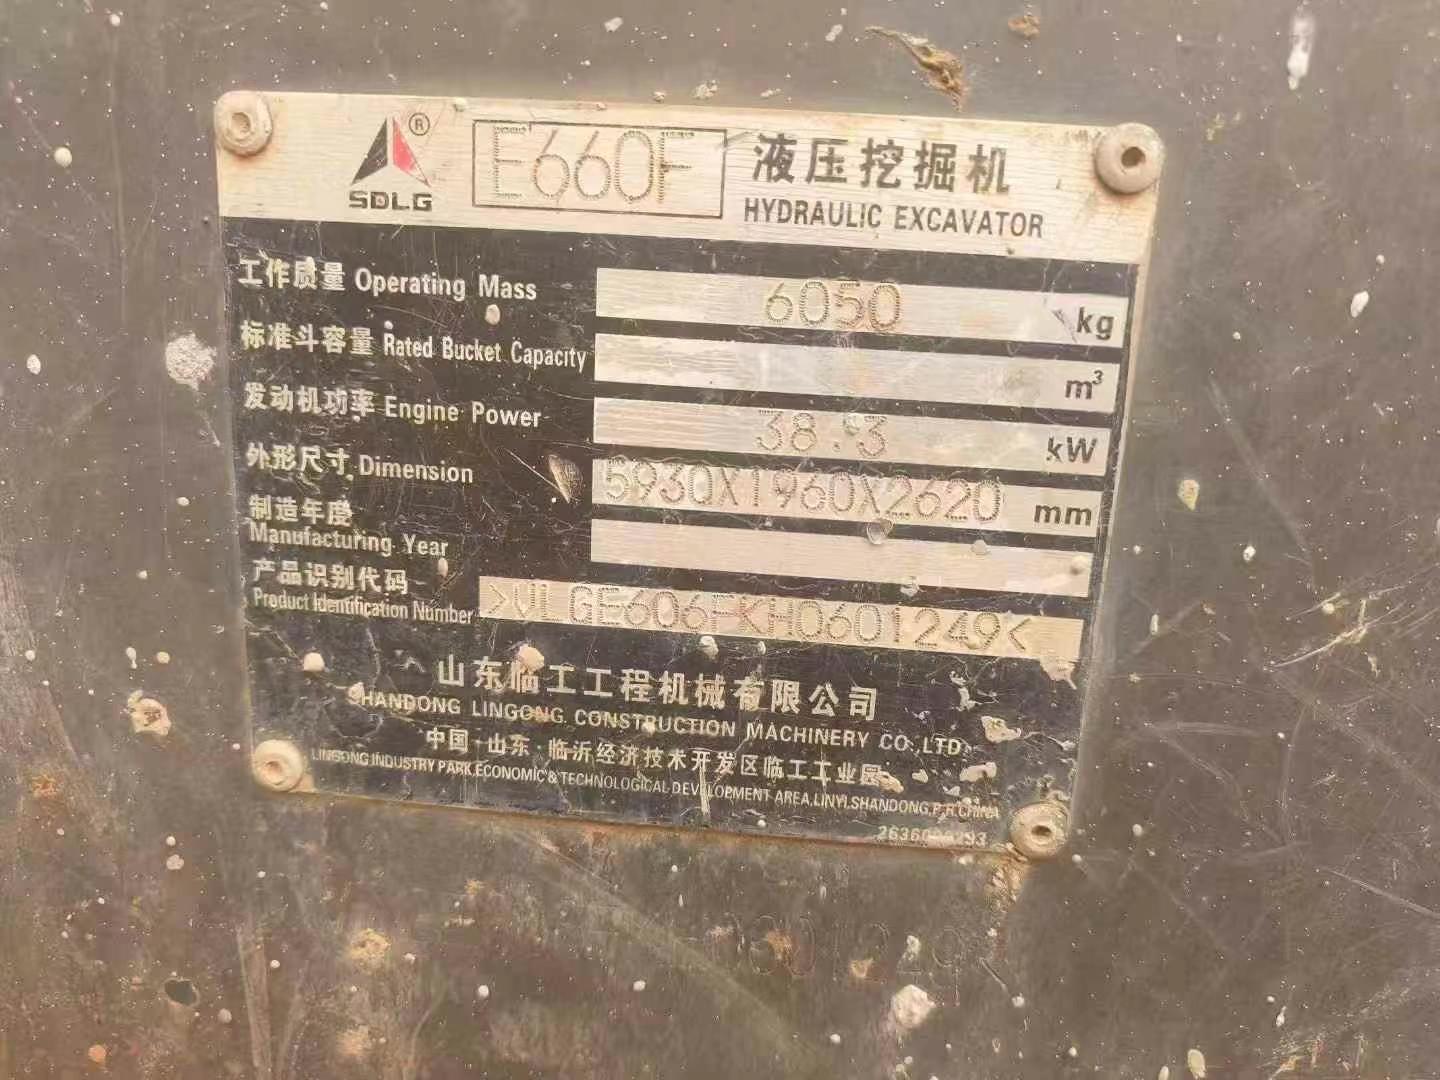 SDLG ® E660F 液压挖掘机
HYDRAULIC EXCAVATOR
工作质量 Operating Mass 6050 kg
标准斗容量 Rated Bucket Capacity m³
发动机功率 Engine Power 38.3 kW
外形尺寸 Dimension 5930X1960X2620 mm
制造年度
Manufacturing Year
产品识别代码
Product Identification Number >VLGE606FKH0601249<
山东临工工程机械有限公司
SHANDONG LINGONG CONSTRUCTION MACHINERY CO.,LTD.
中国·山东·临沂经济技术开发区临工工业园
LINGONG INDUSTRY PARK,ECONOMIC & TECHNOLOGICAL DEVELOPMENT AREA,LINYI,SHANDONG,P.R.CHINA